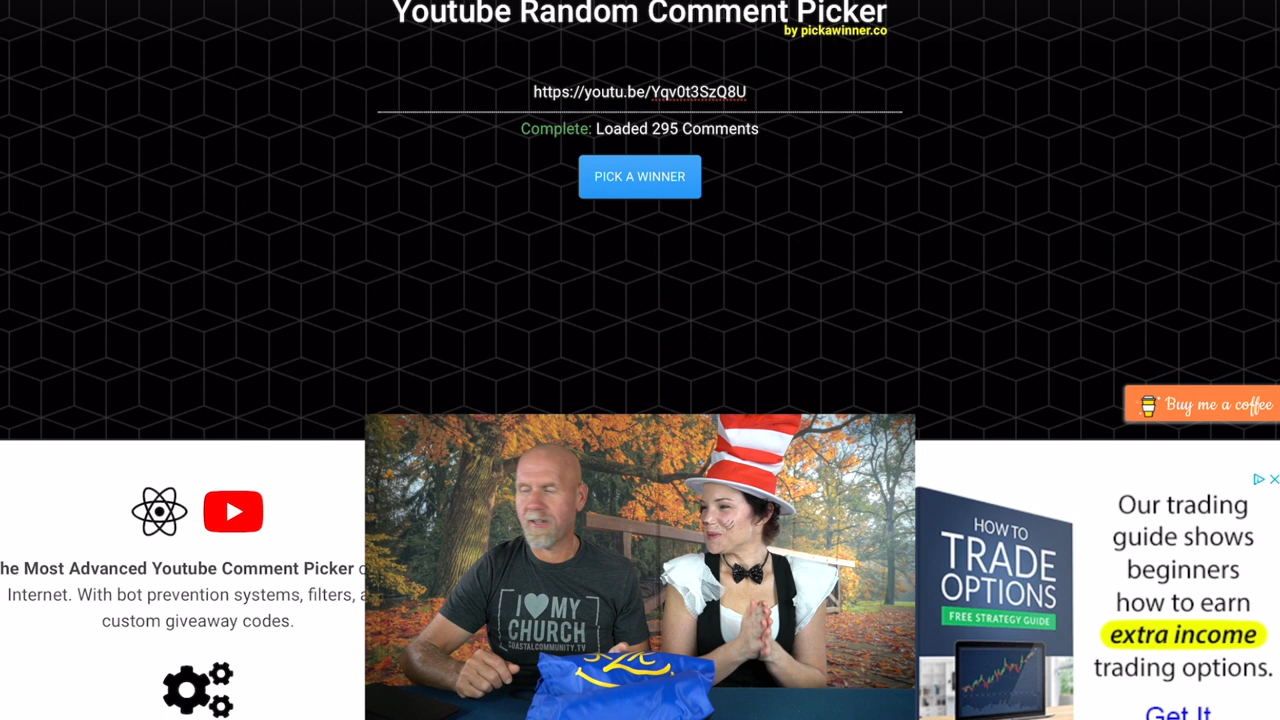 Youtube Random Comment Picker
by pickawinner.co
https://youtu.be/Yqv0t3SzQ8U
Complete: Loaded 295 Comments
PICK A WINNER
Buy me a coffee
he Most Advanced Youtube Comment Picker
Internet. With bot prevention systems, filters,
custom giveaway codes.
I MY
CHURCH
COASTALCOMMUNITY.TV
HOW TO
TRADE
OPTIONS
FREE STRATEGY GUIDE
Our trading
guide shows
beginners
how to earn
extra income
trading options.
Get It